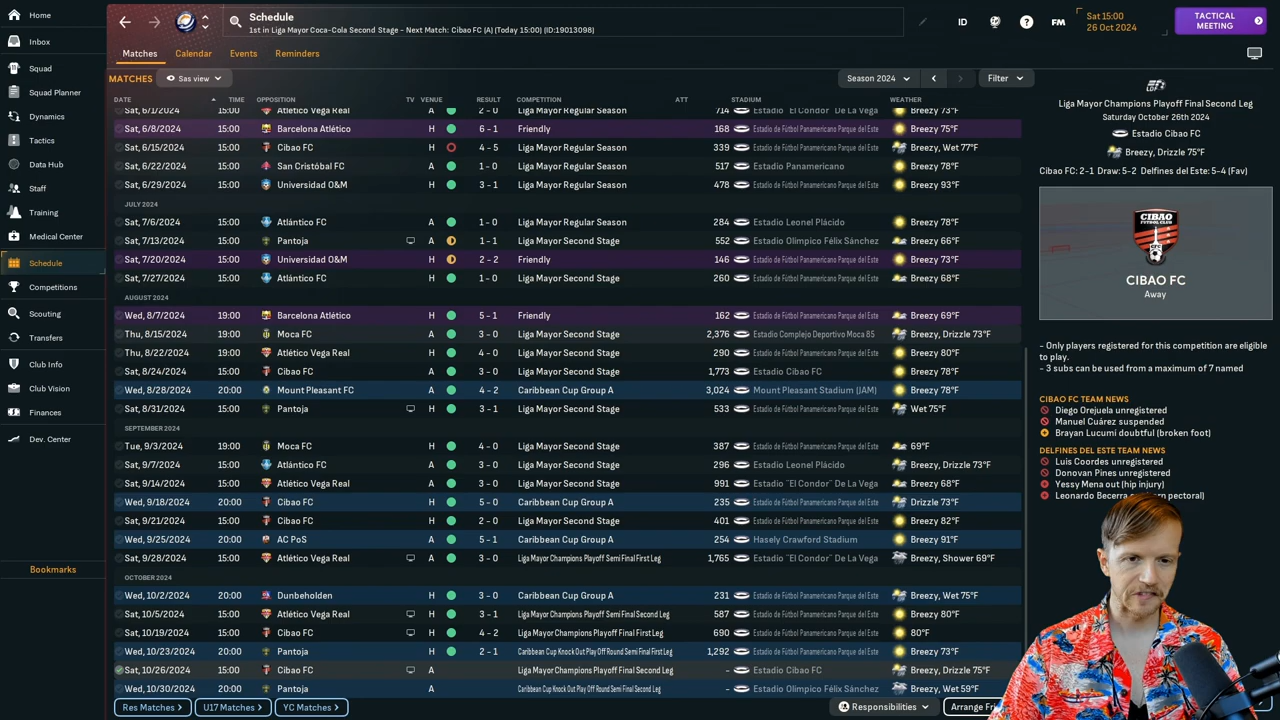 Home
Inbox
Squad
Squad Planner
Dynamics
Tactics
Data Hub
Staff
Training
Medical Center
Schedule
Competitions
Scouting
Transfers
Club Info
Club Vision
Finances
Dev. Center
Bookmarks
Schedule
1st in Liga Mayor Coca-Cola Second Stage - Next Match: Cibao FC (A) (Today 15:00) (ID:19013098)
ID
FM
Sat 15:00
26 Oct 2024
TACTICAL MEETING
Matches Calendar Events Reminders
MATCHES Sas view Season 2024 Filter
DATE TIME OPPOSITION TV VENUE RESULT COMPETITION ATT STADIUM WEATHER
Sat, 6/1/2024 15:00 Atlético Vega Real A 2 - 0 Liga Mayor Regular Season 714 Estadio ¨El Condor¨ De La Vega Breezy 73°F
Sat, 6/8/2024 15:00 Barcelona Atlético H 6 - 1 Friendly 168 Estadio de Fútbol Panamericano Parque del Este Breezy 75°F
Sat, 6/15/2024 15:00 Cibao FC H 4 - 5 Liga Mayor Regular Season 339 Estadio de Fútbol Panamericano Parque del Este Breezy, Wet 77°F
Sat, 6/22/2024 15:00 San Cristóbal FC A 1 - 0 Liga Mayor Regular Season 517 Estadio Panamericano Breezy 78°F
Sat, 6/29/2024 15:00 Universidad O&M H 3 - 1 Liga Mayor Regular Season 478 Estadio de Fútbol Panamericano Parque del Este Breezy 93°F
JULY 2024
Sat, 7/6/2024 15:00 Atlántico FC A 1 - 0 Liga Mayor Regular Season 284 Estadio Leonel Plácido Breezy 78°F
Sat, 7/13/2024 15:00 Pantoja A 1 - 1 Liga Mayor Second Stage 552 Estadio Olímpico Félix Sánchez Breezy 66°F
Sat, 7/20/2024 15:00 Universidad O&M H 2 - 2 Friendly 146 Estadio de Fútbol Panamericano Parque del Este Breezy 73°F
Sat, 7/27/2024 15:00 Atlántico FC H 1 - 0 Liga Mayor Second Stage 260 Estadio de Fútbol Panamericano Parque del Este Breezy 68°F
AUGUST 2024
Wed, 8/7/2024 19:00 Barcelona Atlético H 5 - 1 Friendly 162 Estadio de Fútbol Panamericano Parque del Este Breezy 69°F
Thu, 8/15/2024 19:00 Moca FC A 3 - 0 Liga Mayor Second Stage 2,376 Estadio Complejo Deportivo Moca 85 Breezy, Drizzle 73°F
Thu, 8/22/2024 19:00 Atlético Vega Real H 4 - 0 Liga Mayor Second Stage 290 Estadio de Fútbol Panamericano Parque del Este Breezy 80°F
Sat, 8/24/2024 15:00 Cibao FC A 3 - 0 Liga Mayor Second Stage 1,773 Estadio Cibao FC Breezy 78°F
Wed, 8/28/2024 20:00 Mount Pleasant FC A 4 - 2 Caribbean Cup Group A 3,024 Mount Pleasant Stadium (JAM) Breezy 78°F
Sat, 8/31/2024 15:00 Pantoja H 3 - 1 Liga Mayor Second Stage 533 Estadio de Fútbol Panamericano Parque del Este Wet 75°F
SEPTEMBER 2024
Tue, 9/3/2024 19:00 Moca FC H 4 - 0 Liga Mayor Second Stage 387 Estadio de Fútbol Panamericano Parque del Este 69°F
Sat, 9/7/2024 15:00 Atlántico FC A 3 - 0 Liga Mayor Second Stage 296 Estadio Leonel Plácido Breezy, Drizzle 73°F
Sat, 9/14/2024 15:00 Atlético Vega Real A 3 - 0 Liga Mayor Second Stage 991 Estadio ¨El Condor¨ De La Vega Breezy 68°F
Wed, 9/18/2024 20:00 Cibao FC H 5 - 0 Caribbean Cup Group A 235 Estadio de Fútbol Panamericano Parque del Este Drizzle 73°F
Sat, 9/21/2024 15:00 Cibao FC H 2 - 0 Liga Mayor Second Stage 401 Estadio de Fútbol Panamericano Parque del Este Breezy 82°F
Wed, 9/25/2024 20:00 AC PoS A 5 - 1 Caribbean Cup Group A 254 Hasely Crawford Stadium Breezy 91°F
Sat, 9/28/2024 15:00 Atlético Vega Real A 3 - 0 Liga Mayor Champions Playoff Semi Final First Leg 1,765 Estadio ¨El Condor¨ De La Vega Breezy, Shower 69°F
OCTOBER 2024
Wed, 10/2/2024 20:00 Dunbeholden H 3 - 0 Caribbean Cup Group A 231 Estadio de Fútbol Panamericano Parque del Este Breezy, Wet 75°F
Sat, 10/5/2024 15:00 Atlético Vega Real H 3 - 1 Liga Mayor Champions Playoff Semi Final Second Leg 587 Estadio de Fútbol Panamericano Parque del Este Breezy 80°F
Sat, 10/19/2024 15:00 Cibao FC H 4 - 2 Liga Mayor Champions Playoff Final First Leg 690 Estadio de Fútbol Panamericano Parque del Este 80°F
Wed, 10/23/2024 20:00 Pantoja H 2 - 1 Caribbean Cup Knock Out Play Off Round Semi Final First Leg 1,292 Estadio de Fútbol Panamericano Parque del Este Breezy 73°F
Sat, 10/26/2024 15:00 Cibao FC A Liga Mayor Champions Playoff Final Second Leg - Estadio Cibao FC Breezy, Drizzle 75°F
Wed, 10/30/2024 20:00 Pantoja A Caribbean Cup Knock Out Play Off Round Semi Final Second Leg - Estadio Olímpico Félix Sánchez Breezy, Wet 59°F
Res Matches > U17 Matches > YC Matches > Responsibilities Arrange Fr
LDF
Liga Mayor Champions Playoff Final Second Leg
Saturday October 26th 2024
Estadio Cibao FC
Breezy, Drizzle 75°F
Cibao FC: 2-1 Draw: 5-2 Delfines del Este: 5-4 (Fav)
CIBAO
FUTBOL CLUB
CIBAO FC
Away
- Only players registered for this competition are eligible
to play.
- 3 subs can be used from a maximum of 7 named
CIBAO FC TEAM NEWS
Diego Orejuela unregistered
Manuel Cuárez suspended
Brayan Lucumi doubtful (broken foot)
DELFINES DEL ESTE TEAM NEWS
Luis Coordes unregistered
Donovan Pines unregistered
Yessy Mena out (hip injury)
Leonardo Becerra pectoral)